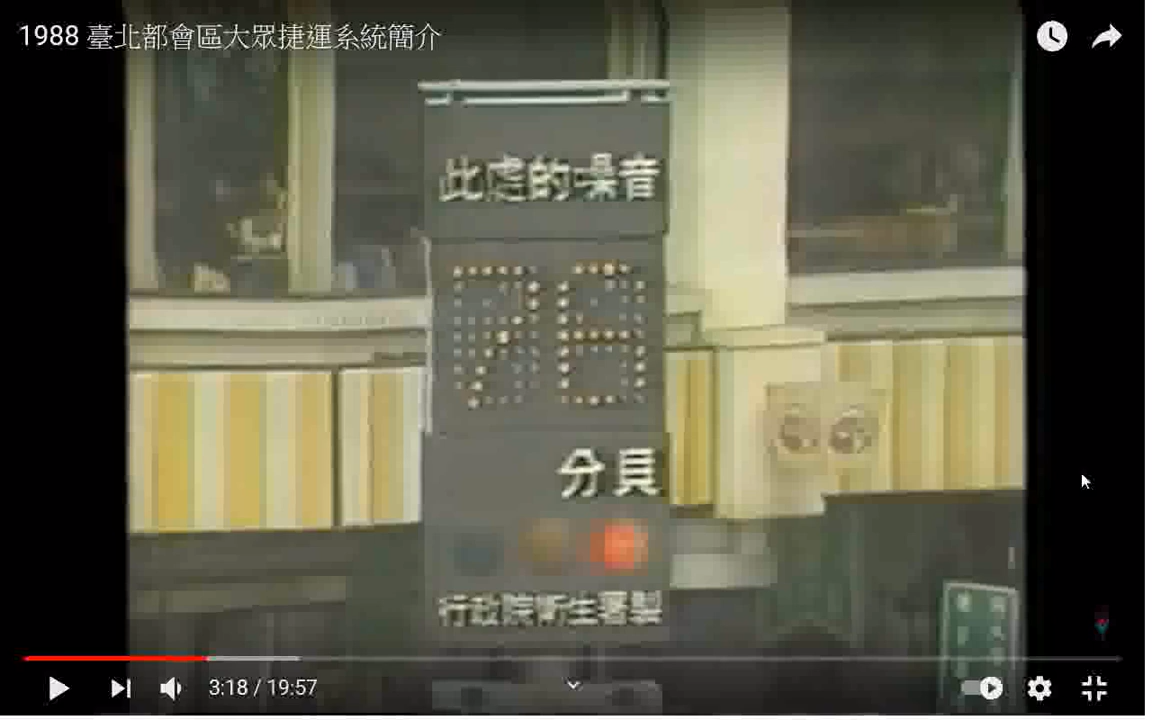 1988 臺北都會區大眾捷運系統簡介
此處的噪音
76
分貝
行政院衛生署製
3:18 / 19:57